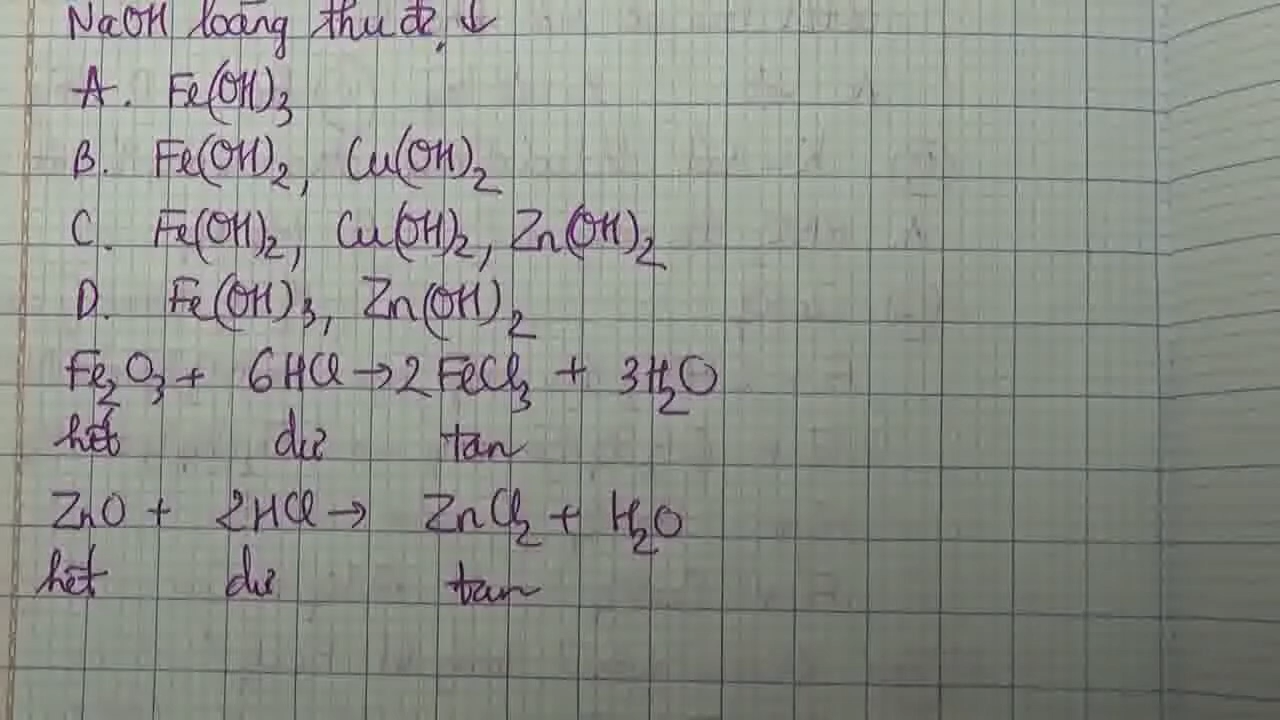 NaOH loãng thu đc ↓
A. Fe(OH)₃
B. Fe(OH)₂, Cu(OH)₂
C. Fe(OH)₂, Cu(OH)₂, Zn(OH)₂
D. Fe(OH)₃, Zn(OH)₂
Fe₂O₃ + 6HCl → 2FeCl₃ + 3H₂O
hết dư tan
ZnO + 2HCl → ZnCl₂ + H₂O
hết dư tan